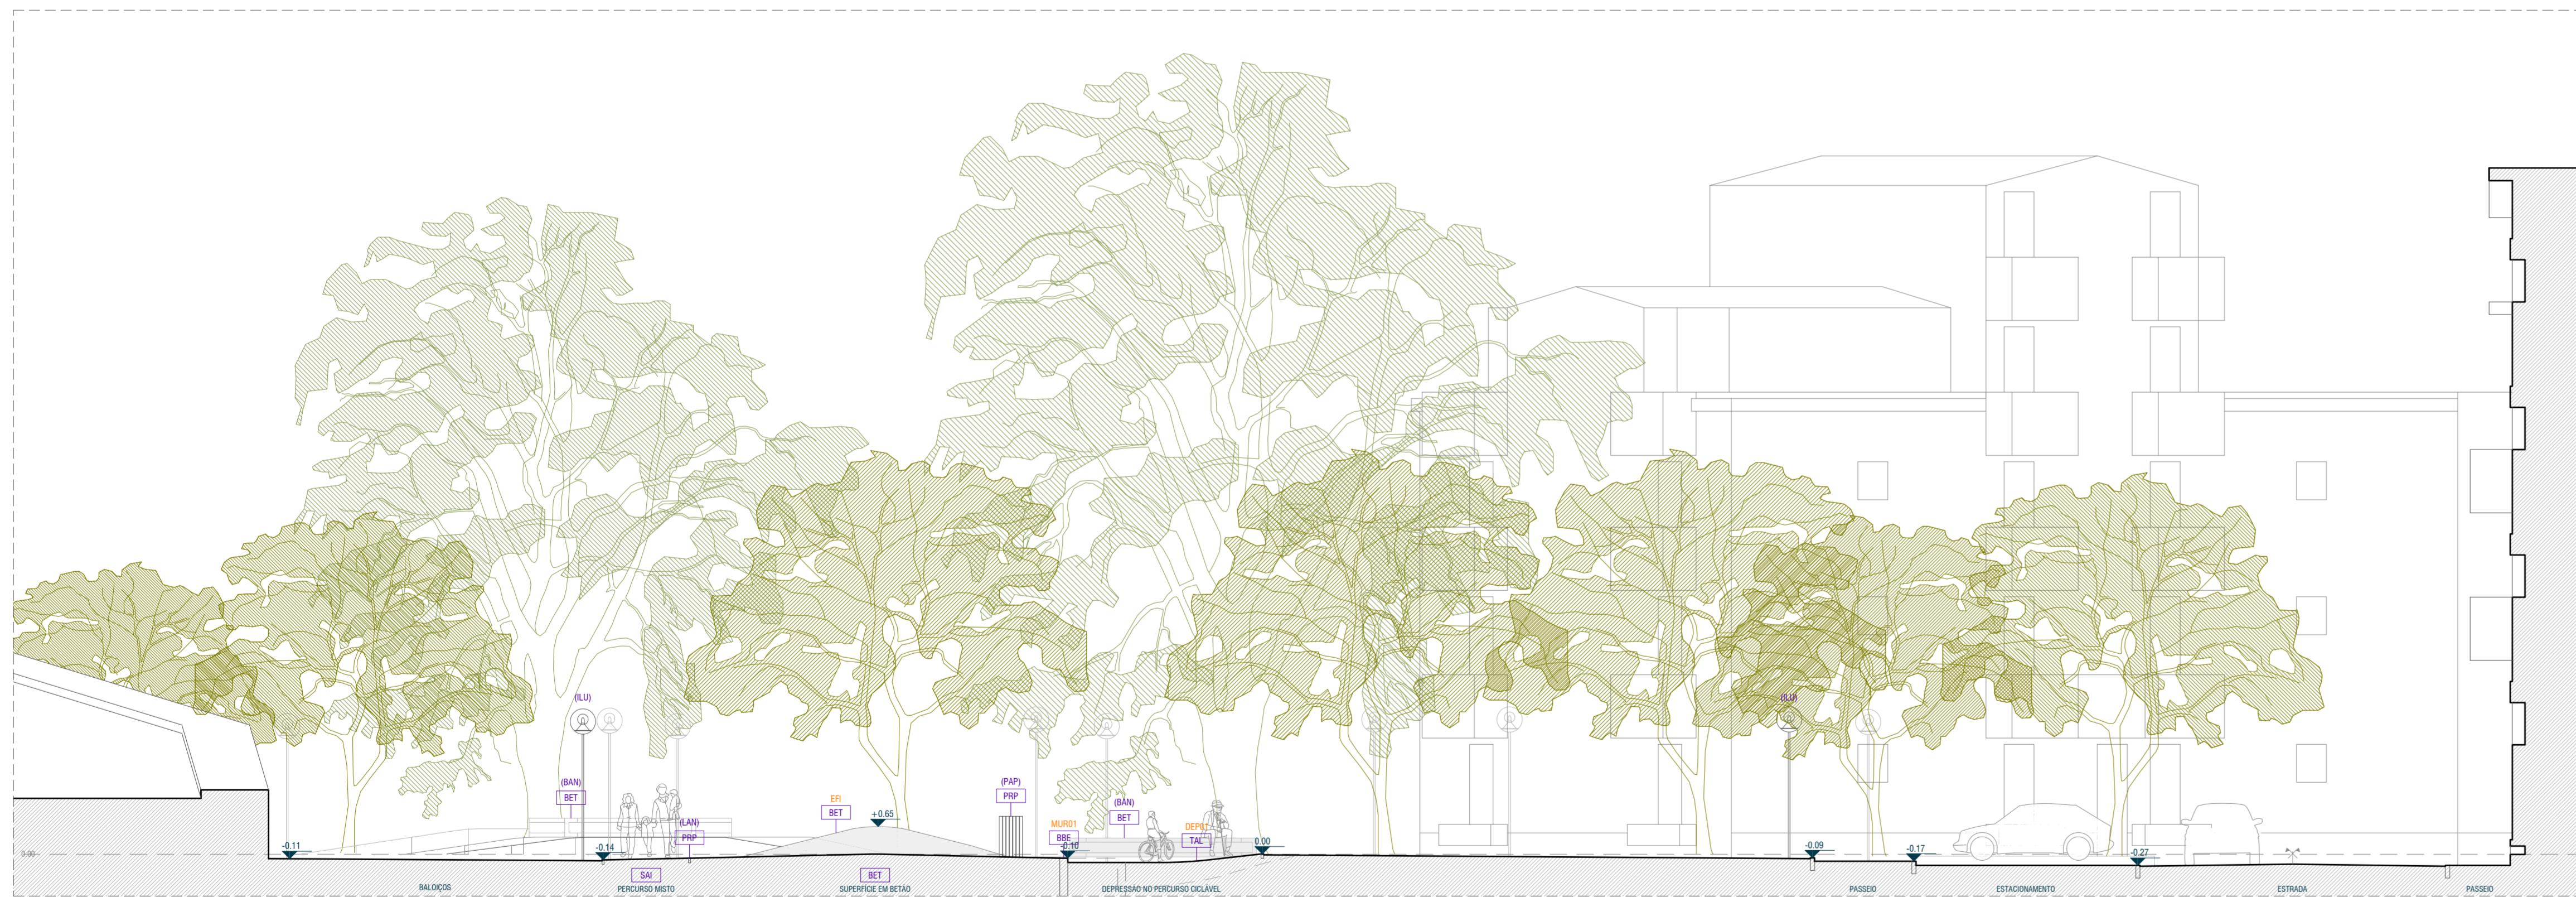 (ILU)
(ILU)
(BAN)
BET
EFI
BET
+0.65
(PAP)
PRP
(BAN)
BET
(LAN)
PRP
MUR01
BBE
-0.10
TAL
0.00
0.00
-0.11
-0.14
-0.09
-0.17
-0.27
SAI
BET
BALOIÇOS
PERCURSO MISTO
SUPERFÍCIE EM BETÃO
DEPRESSÃO NO PERCURSO CICLÁVEL
PASSEIO
ESTACIONAMENTO
ESTRADA
PASSEIO